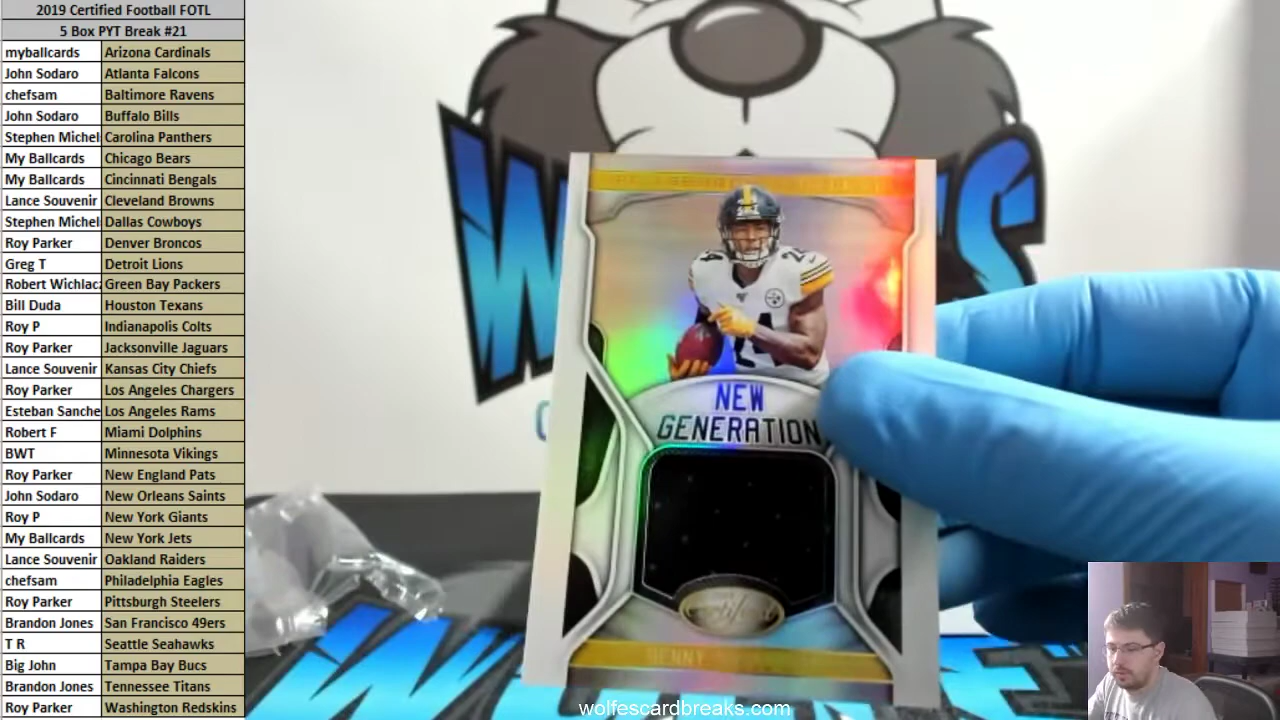 2019 Certified Football FOTL
5 Box PYT Break #21
myballcards Arizona Cardinals
John Sodaro Atlanta Falcons
chefsam Baltimore Ravens
John Sodaro Buffalo Bills
Stephen Michel Carolina Panthers
My Ballcards Chicago Bears
My Ballcards Cincinnati Bengals
Lance Souvenir Cleveland Browns
Stephen Michel Dallas Cowboys
Roy Parker Denver Broncos
Greg T Detroit Lions
Robert Wichlac Green Bay Packers
Bill Duda Houston Texans
Roy P Indianapolis Colts
Roy Parker Jacksonville Jaguars
Lance Souvenir Kansas City Chiefs
Roy Parker Los Angeles Chargers
Esteban Sanche Los Angeles Rams
Robert F Miami Dolphins
BWT Minnesota Vikings
Roy Parker New England Pats
John Sodaro New Orleans Saints
Roy P New York Giants
My Ballcards New York Jets
Lance Souvenir Oakland Raiders
chefsam Philadelphia Eagles
Roy Parker Pittsburgh Steelers
Brandon Jones San Francisco 49ers
T R Seattle Seahawks
Big John Tampa Bay Bucs
Brandon Jones Tennessee Titans
Roy Parker Washington Redskins
24
24
NEW
GENERATION
Certified
BENNY
wolfescardbreaks.com